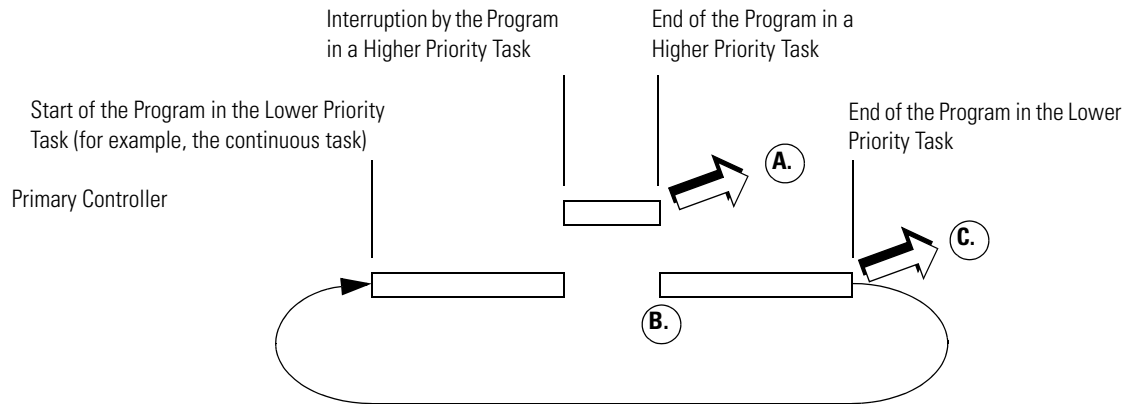 Interruption by the Program
in a Higher Priority Task
End of the Program in a
Higher Priority Task
Start of the Program in the Lower Priority
Task (for example, the continuous task)
End of the Program in the Lower
Priority Task
A.
Primary Controller
C.
B.